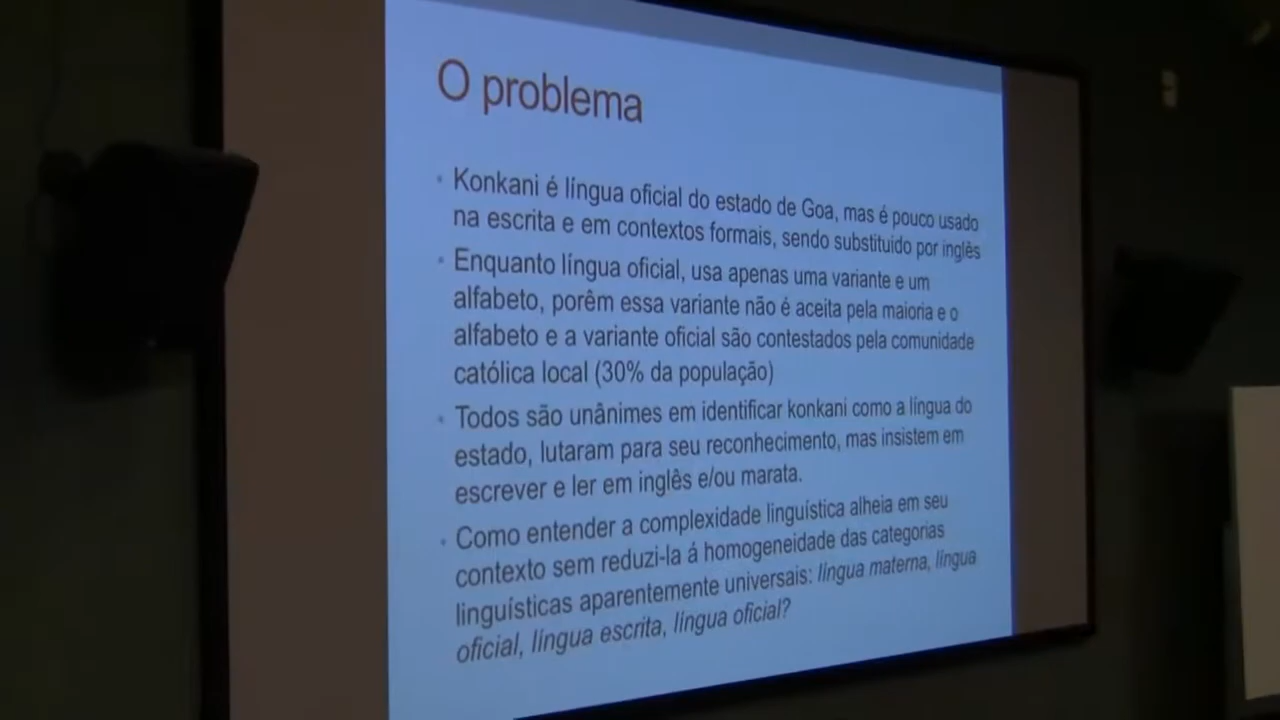 O problema
Konkani é língua oficial do estado de Goa, mas é pouco usado
na escrita e em contextos formais, sendo substituido por inglês
Enquanto língua oficial, usa apenas uma variante e um
alfabeto, porêm essa variante não é aceita pela maioria e o
alfabeto e a variante oficial são contestados pela comunidade
católica local (30% da população)
Todos são unânimes em identificar konkani como a língua do
estado, lutaram para seu reconhecimento, mas insistem em
escrever e ler em inglês e/ou marata.
Como entender a complexidade linguística alheia em seu
contexto sem reduzi-la á homogeneidade das categorias
linguísticas aparentemente universais: língua materna, língua
oficial, língua escrita, língua oficial?